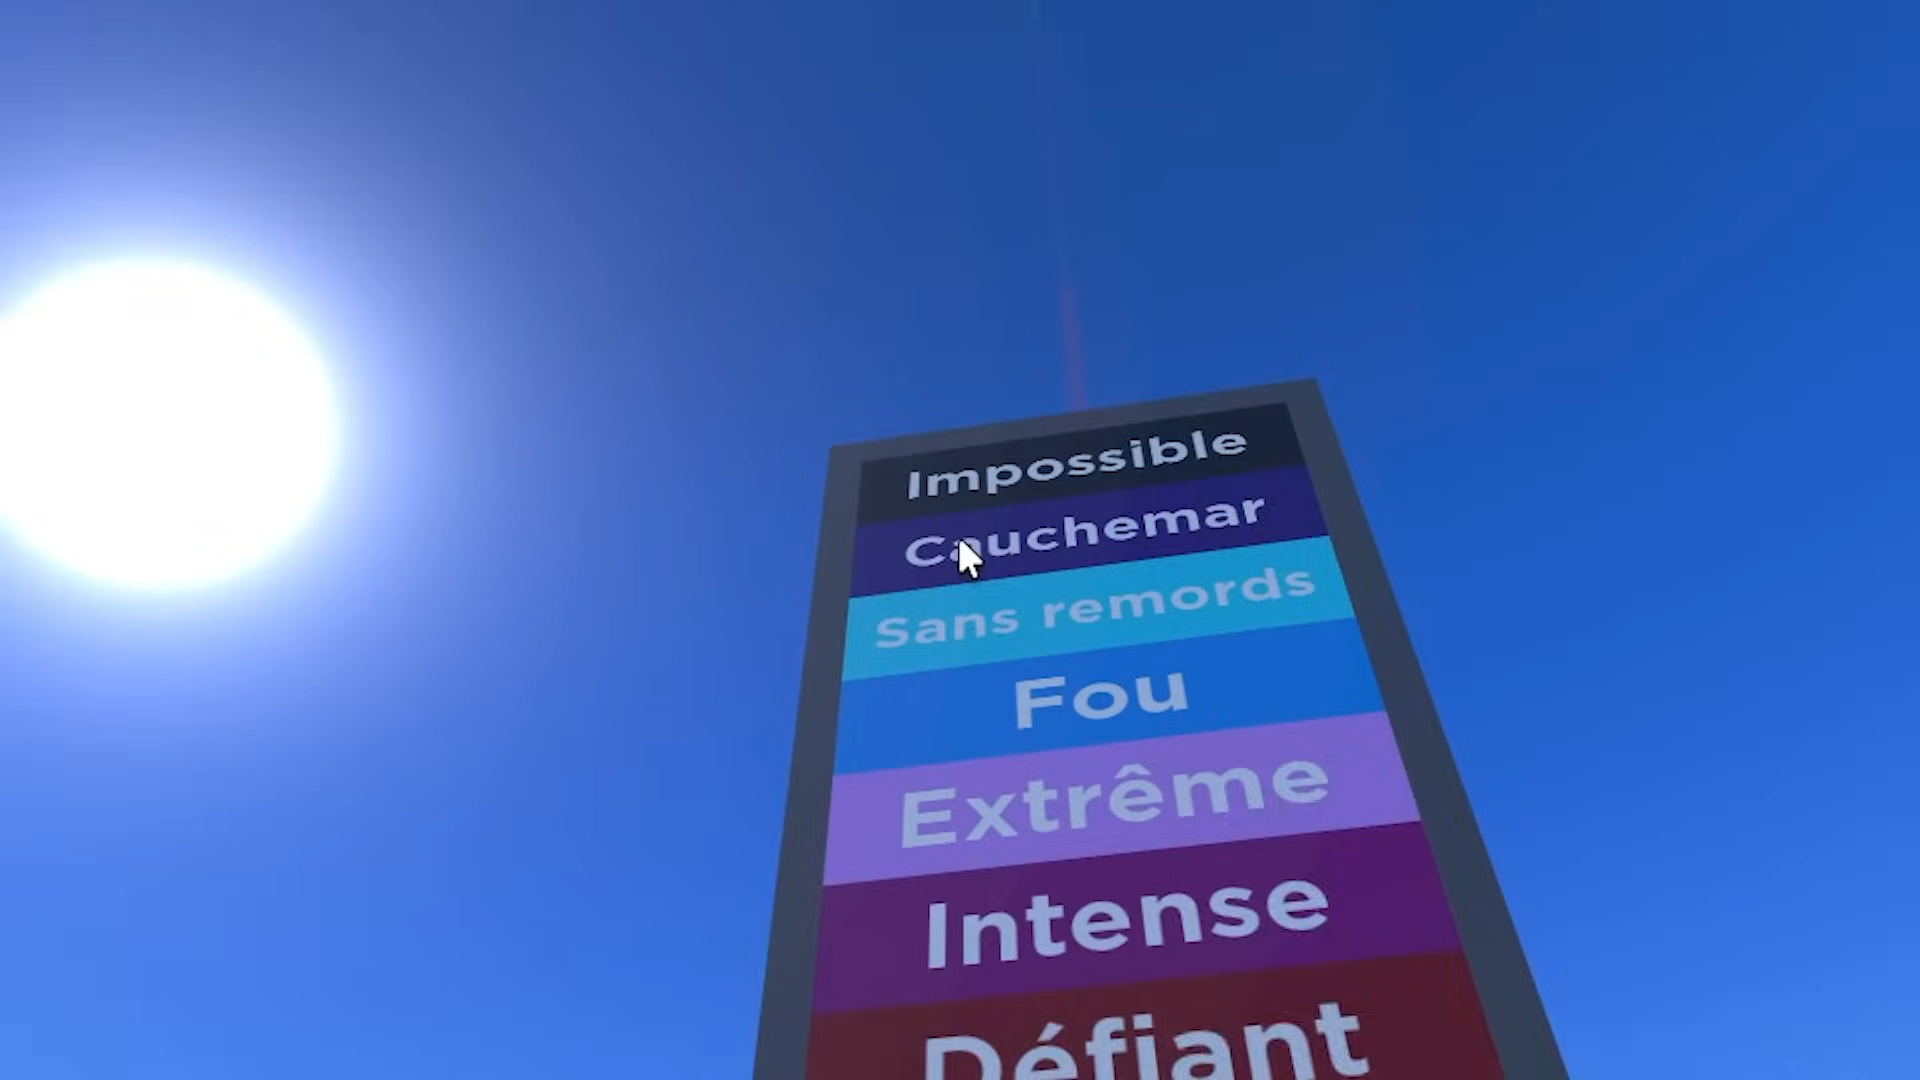 Impossible
Cauchemar
Sans remords
Fou
Extrême
Intense
Défiant